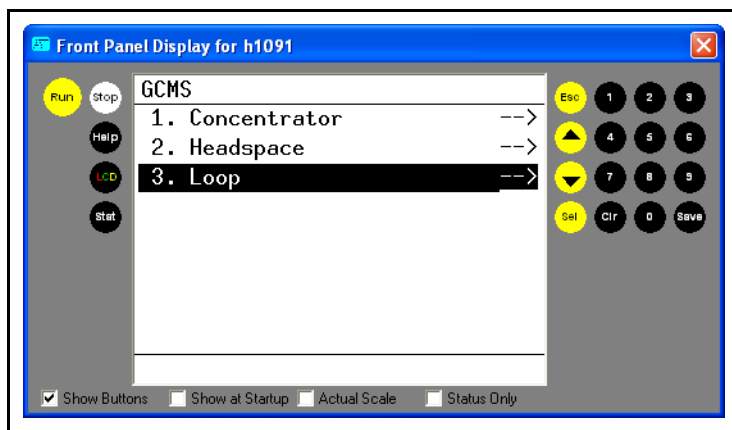 Front Panel Display for h1091
Run Stop
Help
LCD
Stat
GCMS
1. Concentrator -->
2. Headspace -->
3. Loop -->
Esc 1 2 3
4 5 6
7 8 9
Sel Clr 0 Save
Show Buttons Show at Startup Actual Scale Status Only